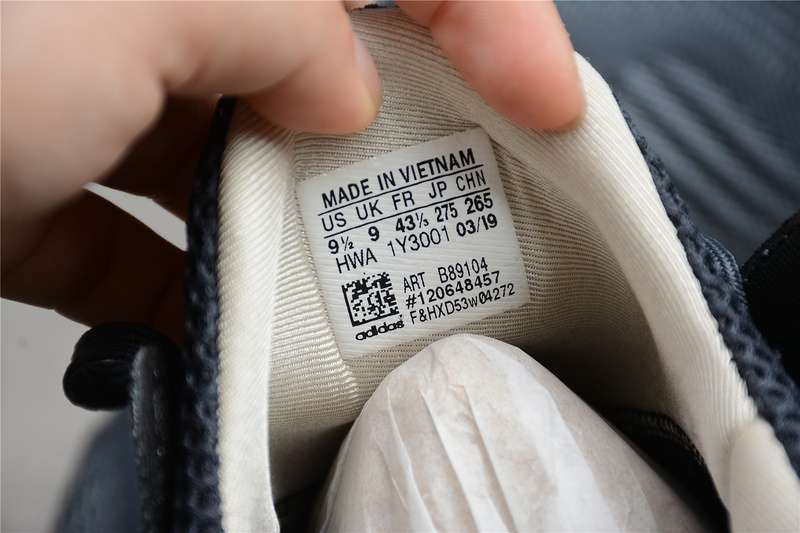 MADE IN VIETNAM
US UK FR JP CHN
9½ 9 43⅓ 275 265
HWA 1Y3001 03/19
ART B89104
#120648457
F&HXD53w04272
adidas